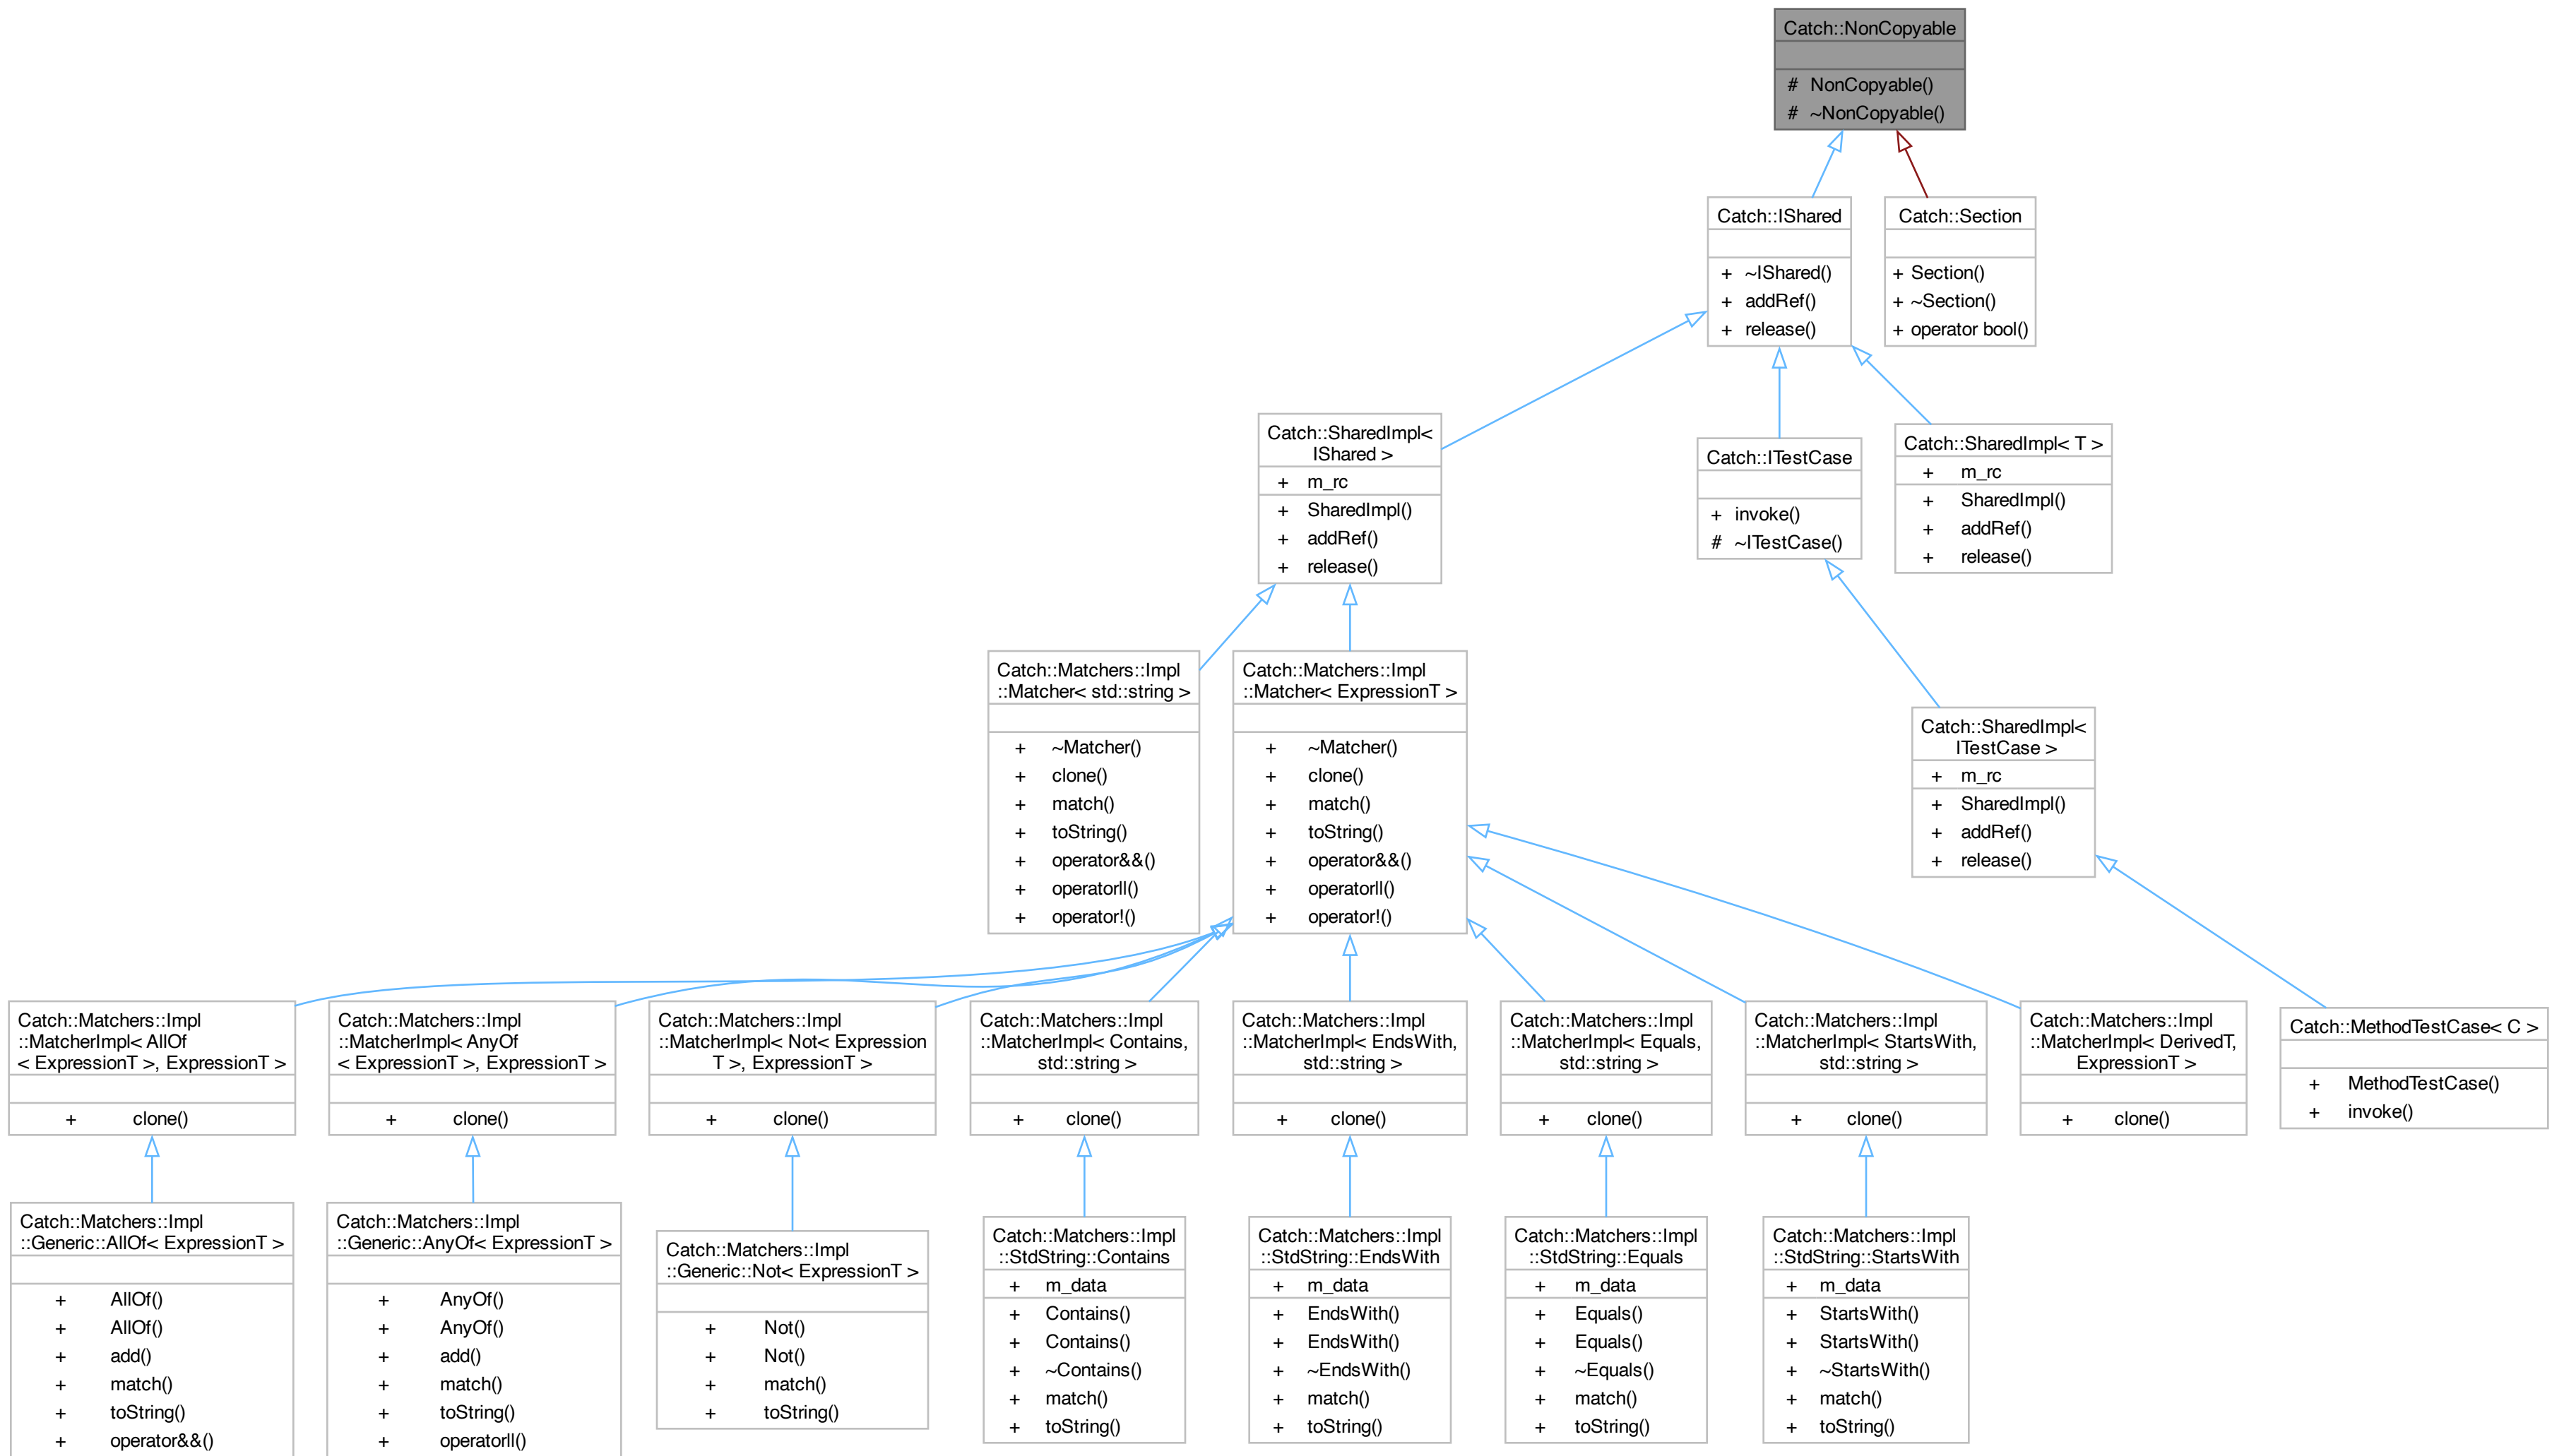 Catch::NonCopyable
# NonCopyable()
# ~NonCopyable()
Catch::IShared
+ ~IShared()
+ addRef()
+ release()
Catch::Section
+ Section()
+ ~Section()
+ operator bool()
Catch::SharedImpl<
IShared >
+ m_rc
+ SharedImpl()
+ addRef()
+ release()
Catch::ITestCase
+ invoke()
# ~ITestCase()
Catch::SharedImpl< T >
+ m_rc
+ SharedImpl()
+ addRef()
+ release()
Catch::Matchers::Impl
::Matcher< std::string >
+ ~Matcher()
+ clone()
+ match()
+ toString()
+ operator&&()
+ operator||()
+ operator!()
Catch::Matchers::Impl
::Matcher< ExpressionT >
+ ~Matcher()
+ clone()
+ match()
+ toString()
+ operator&&()
+ operator||()
+ operator!()
Catch::SharedImpl<
ITestCase >
+ m_rc
+ SharedImpl()
+ addRef()
+ release()
Catch::Matchers::Impl
::MatcherImpl< AllOf
< ExpressionT >, ExpressionT >
+ clone()
Catch::Matchers::Impl
::MatcherImpl< AnyOf
< ExpressionT >, ExpressionT >
+ clone()
Catch::Matchers::Impl
::MatcherImpl< Not< Expression
T >, ExpressionT >
+ clone()
Catch::Matchers::Impl
::MatcherImpl< Contains,
std::string >
+ clone()
Catch::Matchers::Impl
::MatcherImpl< EndsWith,
std::string >
+ clone()
Catch::Matchers::Impl
::MatcherImpl< Equals,
std::string >
+ clone()
Catch::Matchers::Impl
::MatcherImpl< StartsWith,
std::string >
+ clone()
Catch::Matchers::Impl
::MatcherImpl< DerivedT,
ExpressionT >
+ clone()
Catch::MethodTestCase< C >
+ MethodTestCase()
+ invoke()
Catch::Matchers::Impl
::Generic::AllOf< ExpressionT >
+ AllOf()
+ AllOf()
+ add()
+ match()
+ toString()
+ operator&&()
Catch::Matchers::Impl
::Generic::AnyOf< ExpressionT >
+ AnyOf()
+ AnyOf()
+ add()
+ match()
+ toString()
+ operator||()
Catch::Matchers::Impl
::Generic::Not< ExpressionT >
+ Not()
+ Not()
+ match()
+ toString()
Catch::Matchers::Impl
::StdString::Contains
+ m_data
+ Contains()
+ Contains()
+ ~Contains()
+ match()
+ toString()
Catch::Matchers::Impl
::StdString::EndsWith
+ m_data
+ EndsWith()
+ EndsWith()
+ ~EndsWith()
+ match()
+ toString()
Catch::Matchers::Impl
::StdString::Equals
+ m_data
+ Equals()
+ Equals()
+ ~Equals()
+ match()
+ toString()
Catch::Matchers::Impl
::StdString::StartsWith
+ m_data
+ StartsWith()
+ StartsWith()
+ ~StartsWith()
+ match()
+ toString()